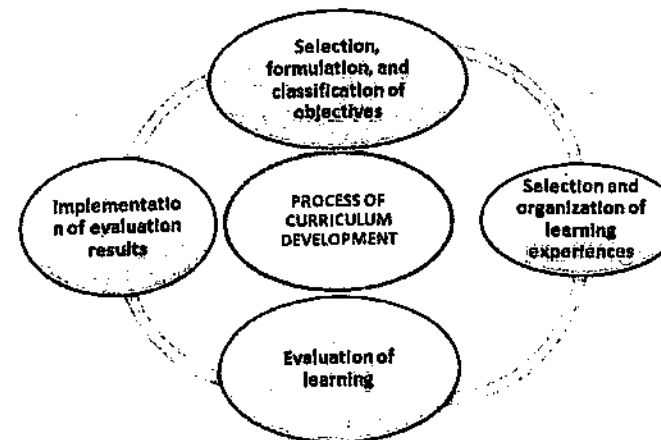 Selection,
formulation, and
classification of
objectives
Implementatio
n of evaluation
results
PROCESS OF
CURRICULUM
DEVELOPMENT
Selection and
organization of
learning
experiences
Evaluation of
learning